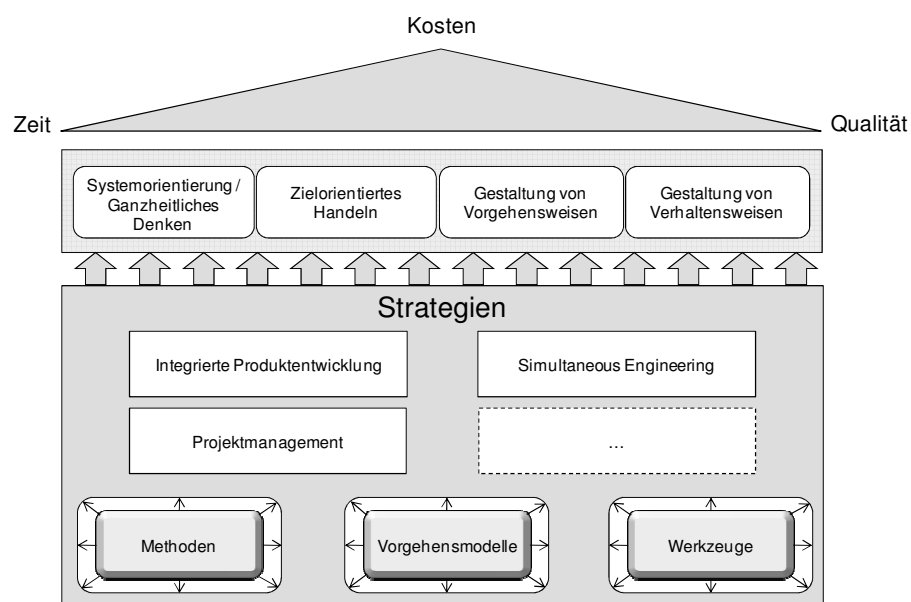 Kosten
Zeit
Qualität
Systemorientierung /
Ganzheitliches
Denken
Zielorientiertes
Handeln
Gestaltung von
Vorgehensweisen
Gestaltung von
Verhaltensweisen
Strategien
Integrierte Produktentwicklung
Simultaneous Engineering
Projektmanagement
...
Methoden
Vorgehensmodelle
Werkzeuge